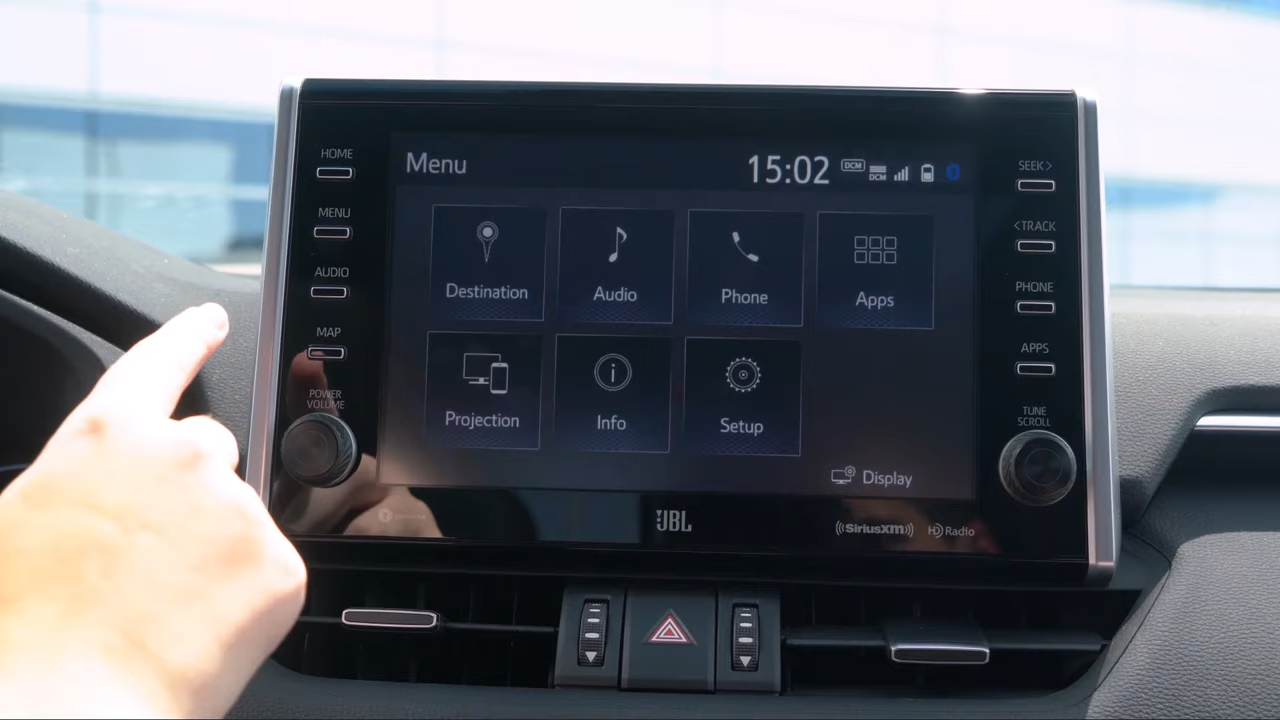 HOME
MENU
AUDIO
MAP
POWER
VOLUME
Menu
15:02
DCM
DCM
Destination
Audio
Phone
Apps
Projection
Info
Setup
Display
SEEK>
<TRACK
PHONE
APPS
TUNE
SCROLL
JBL
((SiriusXM))
HD Radio